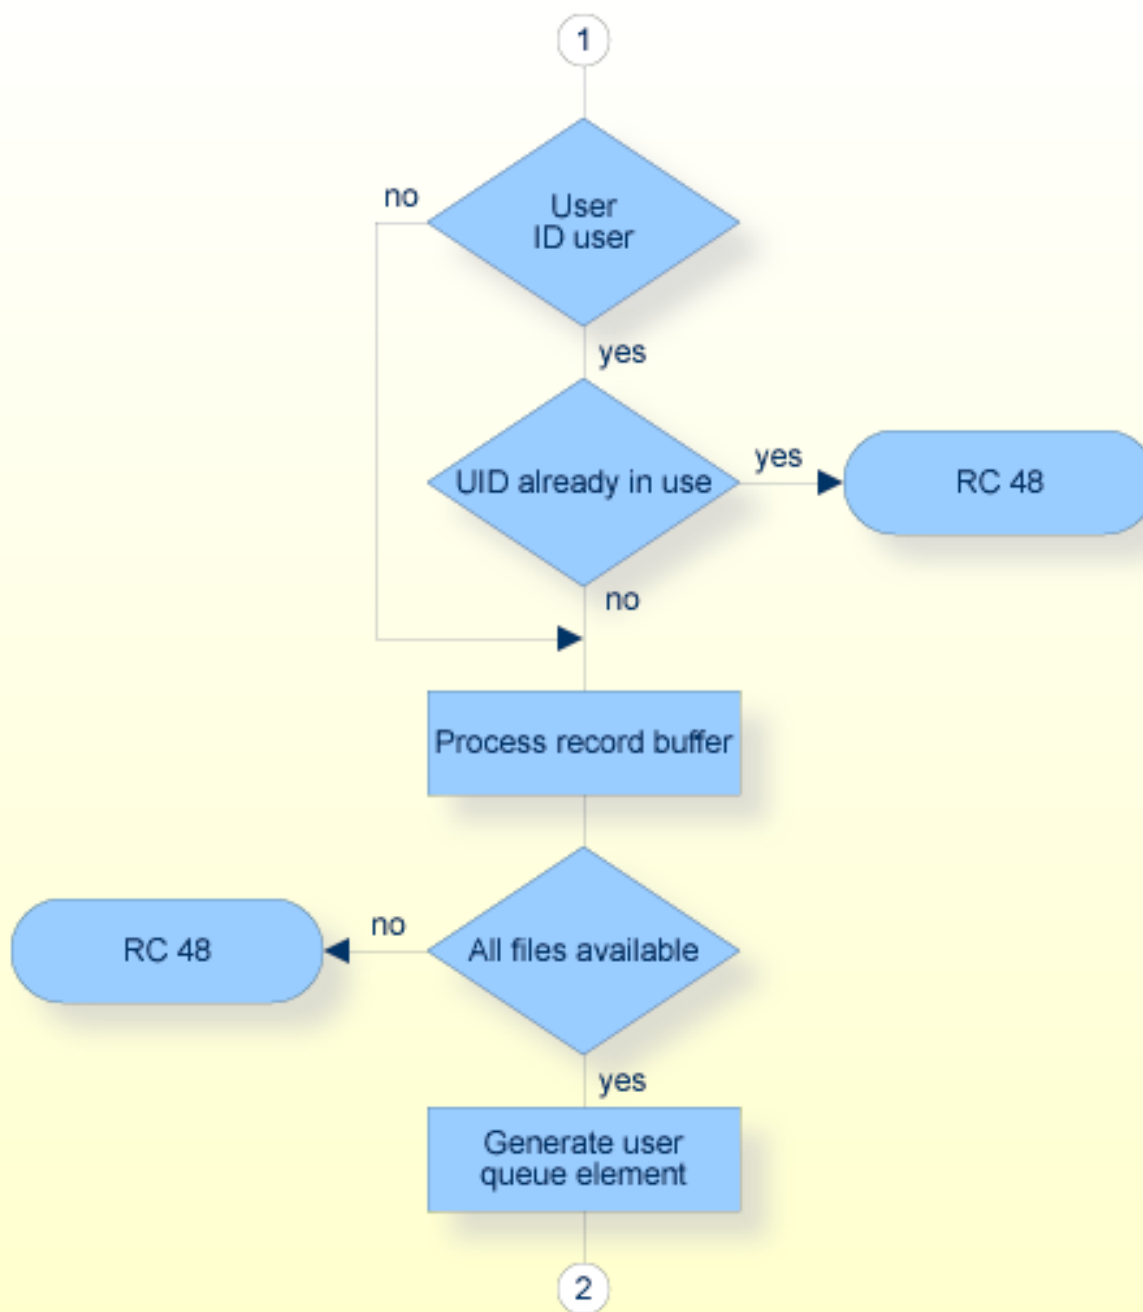 1
no
User
ID user
yes
UID already in use
yes
RC 48
no
Process record buffer
RC 48
no
All files available
yes
Generate user
queue element
2